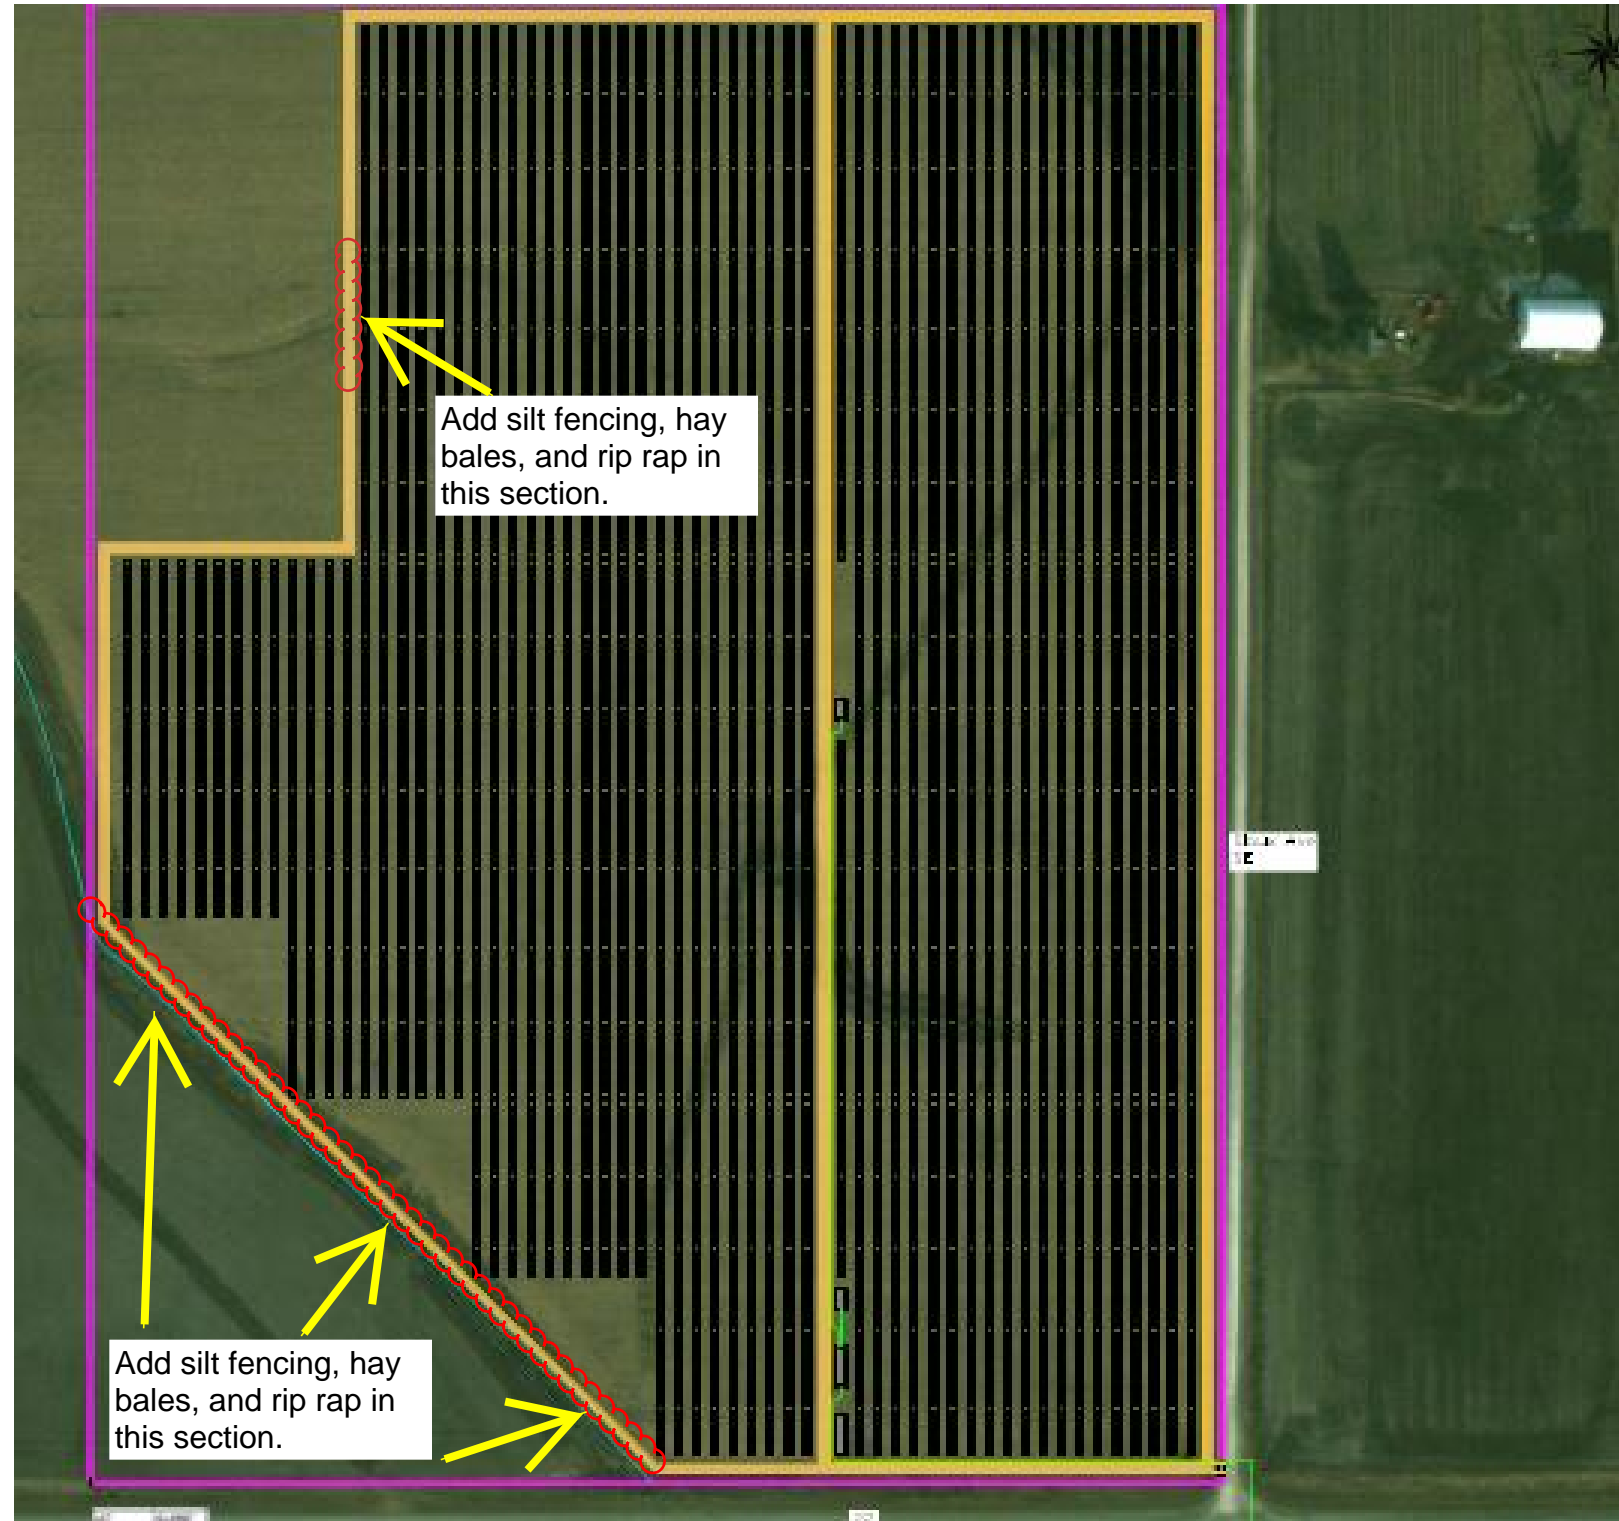 Add silt fencing, hay
bales, and rip rap in
this section.
Add silt fencing, hay
bales, and rip rap in
this section.